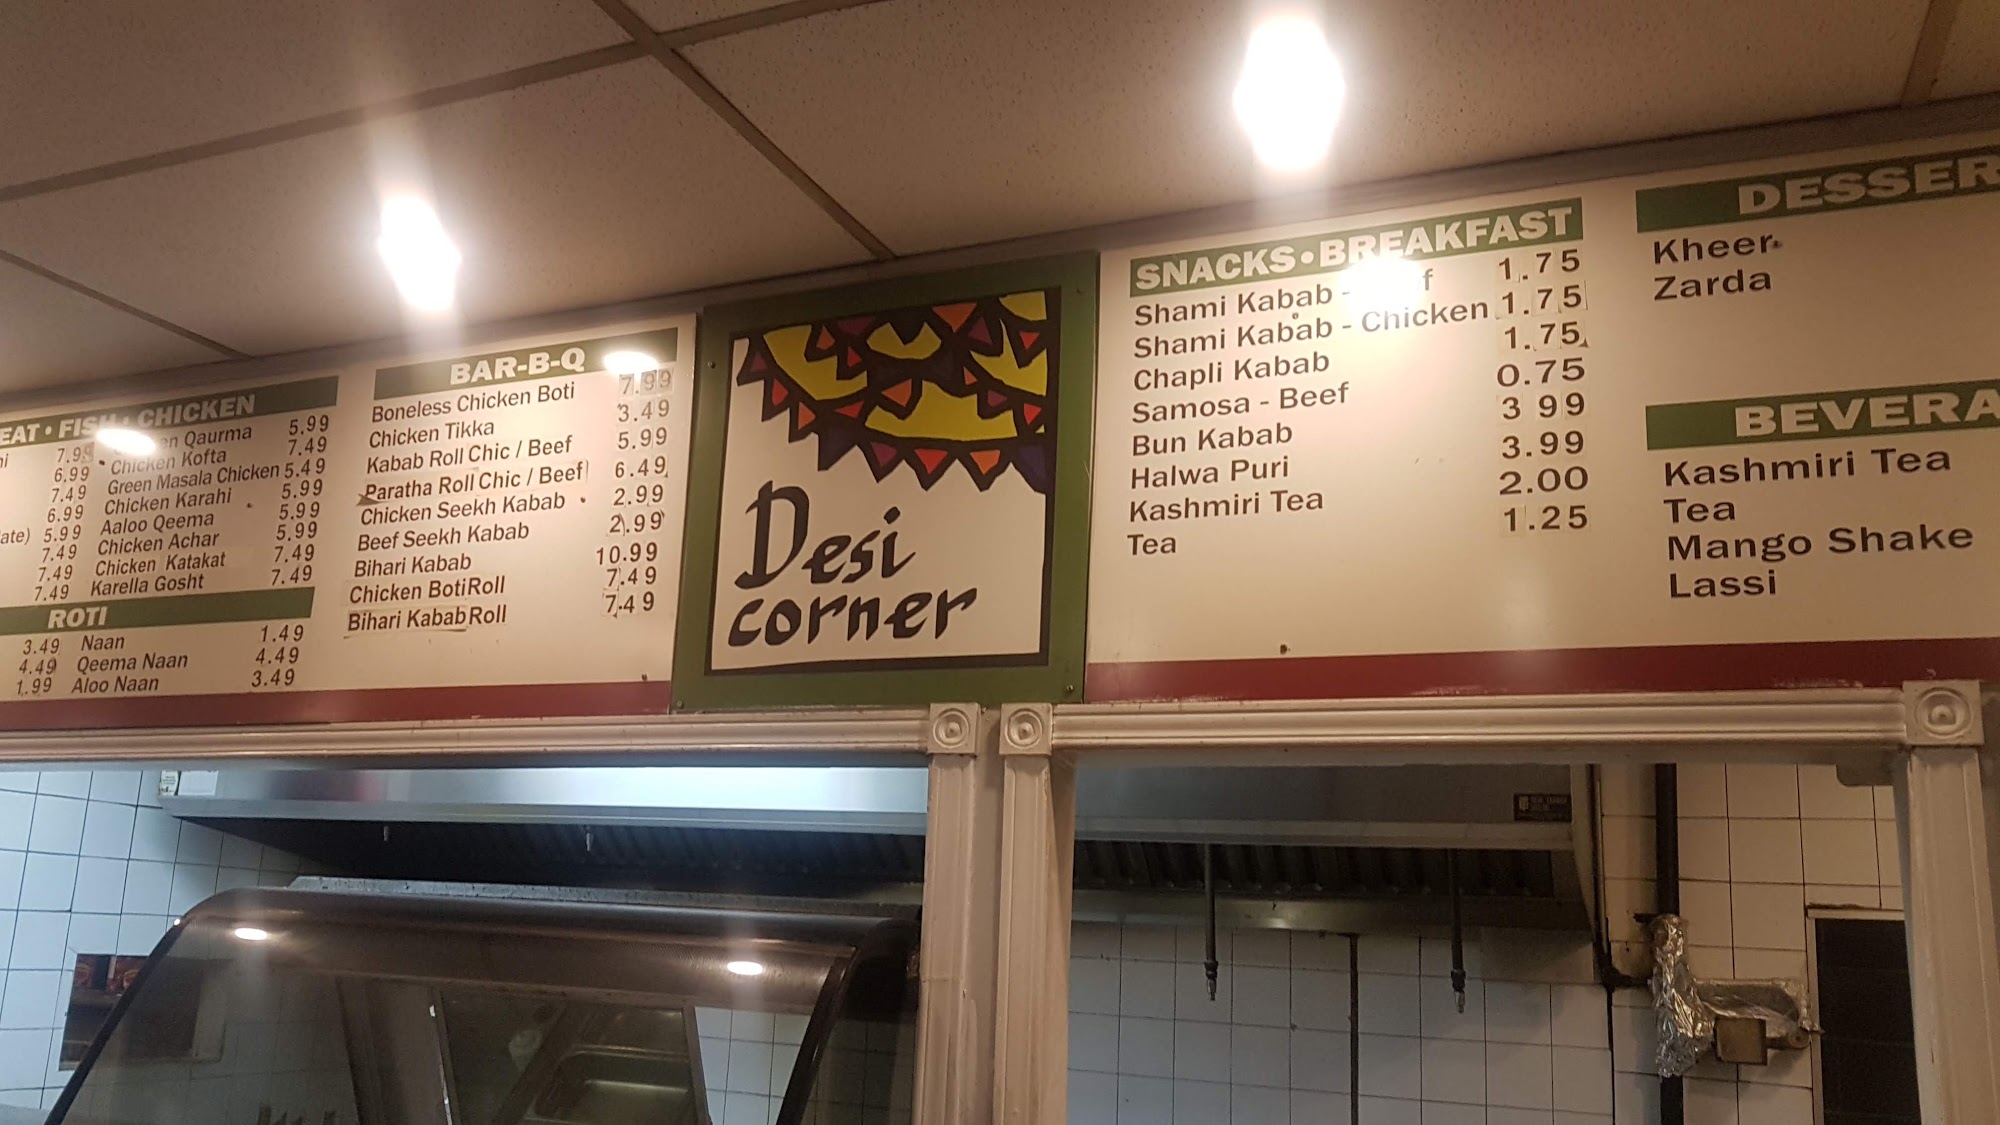 EAT • FISH • CHICKEN
7.99 Qaurma 5.99
6.99 Chicken Kofta 7.49
7.49 Green Masala Chicken 5.49
6.99 Chicken Karahi 5.99
ate) 5.99 Aaloo Qeema 5.99
7.49 Chicken Achar 5.99
7.49 Chicken Katakat 7.49
7.49 Karella Gosht 7.49
ROTI
3.49 Naan 1.49
4.49 Qeema Naan 4.49
1.99 Aloo Naan 3.49
BAR-B-Q
Boneless Chicken Boti 7.99
Chicken Tikka 3.49
Kabab Roll Chic / Beef 5.99
Paratha Roll Chic / Beef 6.49
Chicken Seekh Kabab 2.99
Beef Seekh Kabab 2.99
Bihari Kabab 10.99
Chicken Boti Roll 7.49
Bihari Kabab Roll 7.49
Desi
corner
SNACKS • BREAKFAST
Shami Kabab - 1.75
Shami Kabab - Chicken 1.75
Chapli Kabab 1.75
Samosa - Beef 0.75
Bun Kabab 3 99
Halwa Puri 3.99
Kashmiri Tea 2.00
Tea 1.25
DESSER
Kheer
Zarda
BEVERA
Kashmiri Tea
Tea
Mango Shake
Lassi